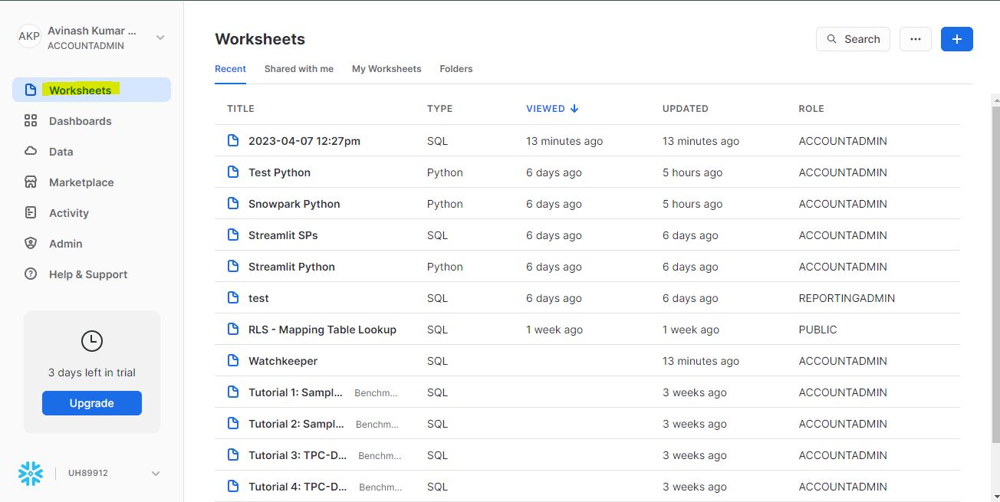 AKP
Avinash Kumar ...
ACCOUNTADMIN
Worksheets
Dashboards
Data
Marketplace
Activity
Admin
Help & Support
3 days left in trial
Upgrade
UH89912
Worksheets
Search
Recent Shared with me My Worksheets Folders
TITLE TYPE VIEWED UPDATED ROLE
2023-04-07 12:27pm SQL 13 minutes ago 13 minutes ago ACCOUNTADMIN
Test Python Python 6 days ago 5 hours ago ACCOUNTADMIN
Snowpark Python Python 6 days ago 5 hours ago ACCOUNTADMIN
Streamlit SPs SQL 6 days ago 6 days ago ACCOUNTADMIN
Streamlit Python Python 6 days ago 6 days ago ACCOUNTADMIN
test SQL 6 days ago 6 days ago REPORTINGADMIN
RLS - Mapping Table Lookup SQL 1 week ago 1 week ago PUBLIC
Watchkeeper SQL 13 minutes ago ACCOUNTADMIN
Tutorial 1: Sampl... Benchm... SQL 3 weeks ago ACCOUNTADMIN
Tutorial 2: Sampl... Benchm... SQL 3 weeks ago ACCOUNTADMIN
Tutorial 3: TPC-D... Benchm... SQL 3 weeks ago ACCOUNTADMIN
Tutorial 4: TPC-D... Benchm... SQL 3 weeks ago ACCOUNTADMIN